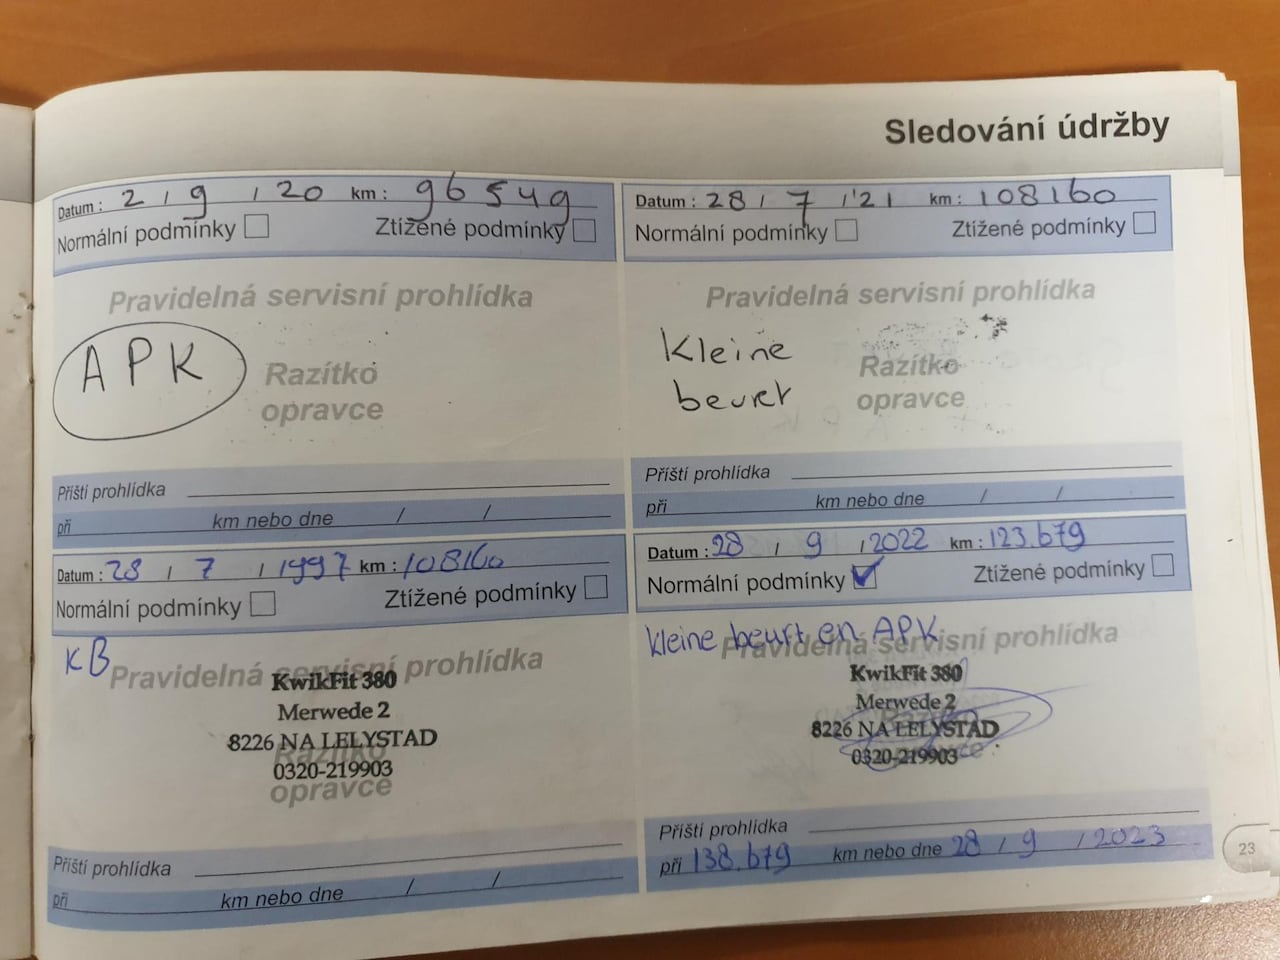 Sledování údržby
Datum : 2 / 9 / 20 km : 96549
Normální podmínky Ztížené podmínky
Pravidelná servisní prohlídka
APK
Razítko
opravce
Příští prohlídka
při km nebo dne / /
Datum : 28 / 7 / '21 km : 108160
Normální podmínky Ztížené podmínky
Pravidelná servisní prohlídka
Kleine
beurt
Razítko
opravce
Příští prohlídka
při km nebo dne / /
Datum : 28 / 7 / 1997 km : 108160
Normální podmínky Ztížené podmínky
KB
Pravidelná servisní prohlídka
KwikFit 380
Merwede 2
8226 NA LELYSTAD
Razítko
0320-219903
opravce
Příští prohlídka
při km nebo dne / /
Datum : 28 / 9 / 2022 km : 123.679
Normální podmínky Ztížené podmínky
kleine beurt en APK
Pravidelná servisní prohlídka
KwikFit 380
Merwede 2
Razítko
8226 NA LELYSTAD
opravce
0320-219903
Příští prohlídka
při 138.679 km nebo dne 28 / 9 / 2023
23